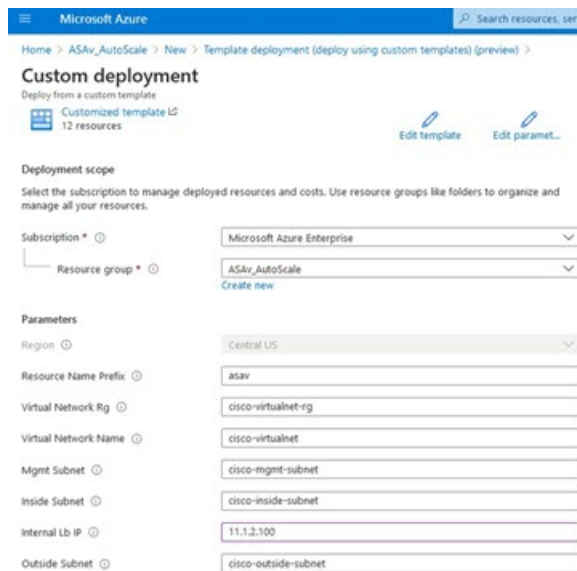 Microsoft Azure
Search resources, ser
Home > ASAv_AutoScale > New > Template deployment (deploy using custom templates) (preview) >
Custom deployment
Deploy from a custom template
Customized template
12 resources
Edit template
Edit paramet...
Deployment scope
Select the subscription to manage deployed resources and costs. Use resource groups like folders to organize and
manage all your resources.
Subscription * Microsoft Azure Enterprise
Resource group * ASAv_AutoScale
Create new
Parameters
Region Central US
Resource Name Prefix asav
Virtual Network Rg cisco-virtualnet-rg
Virtual Network Name cisco-virtualnet
Mgmt Subnet cisco-mgmt-subnet
Inside Subnet cisco-inside-subnet
Internal Lb IP 11.1.2.100
Outside Subnet cisco-outside-subnet